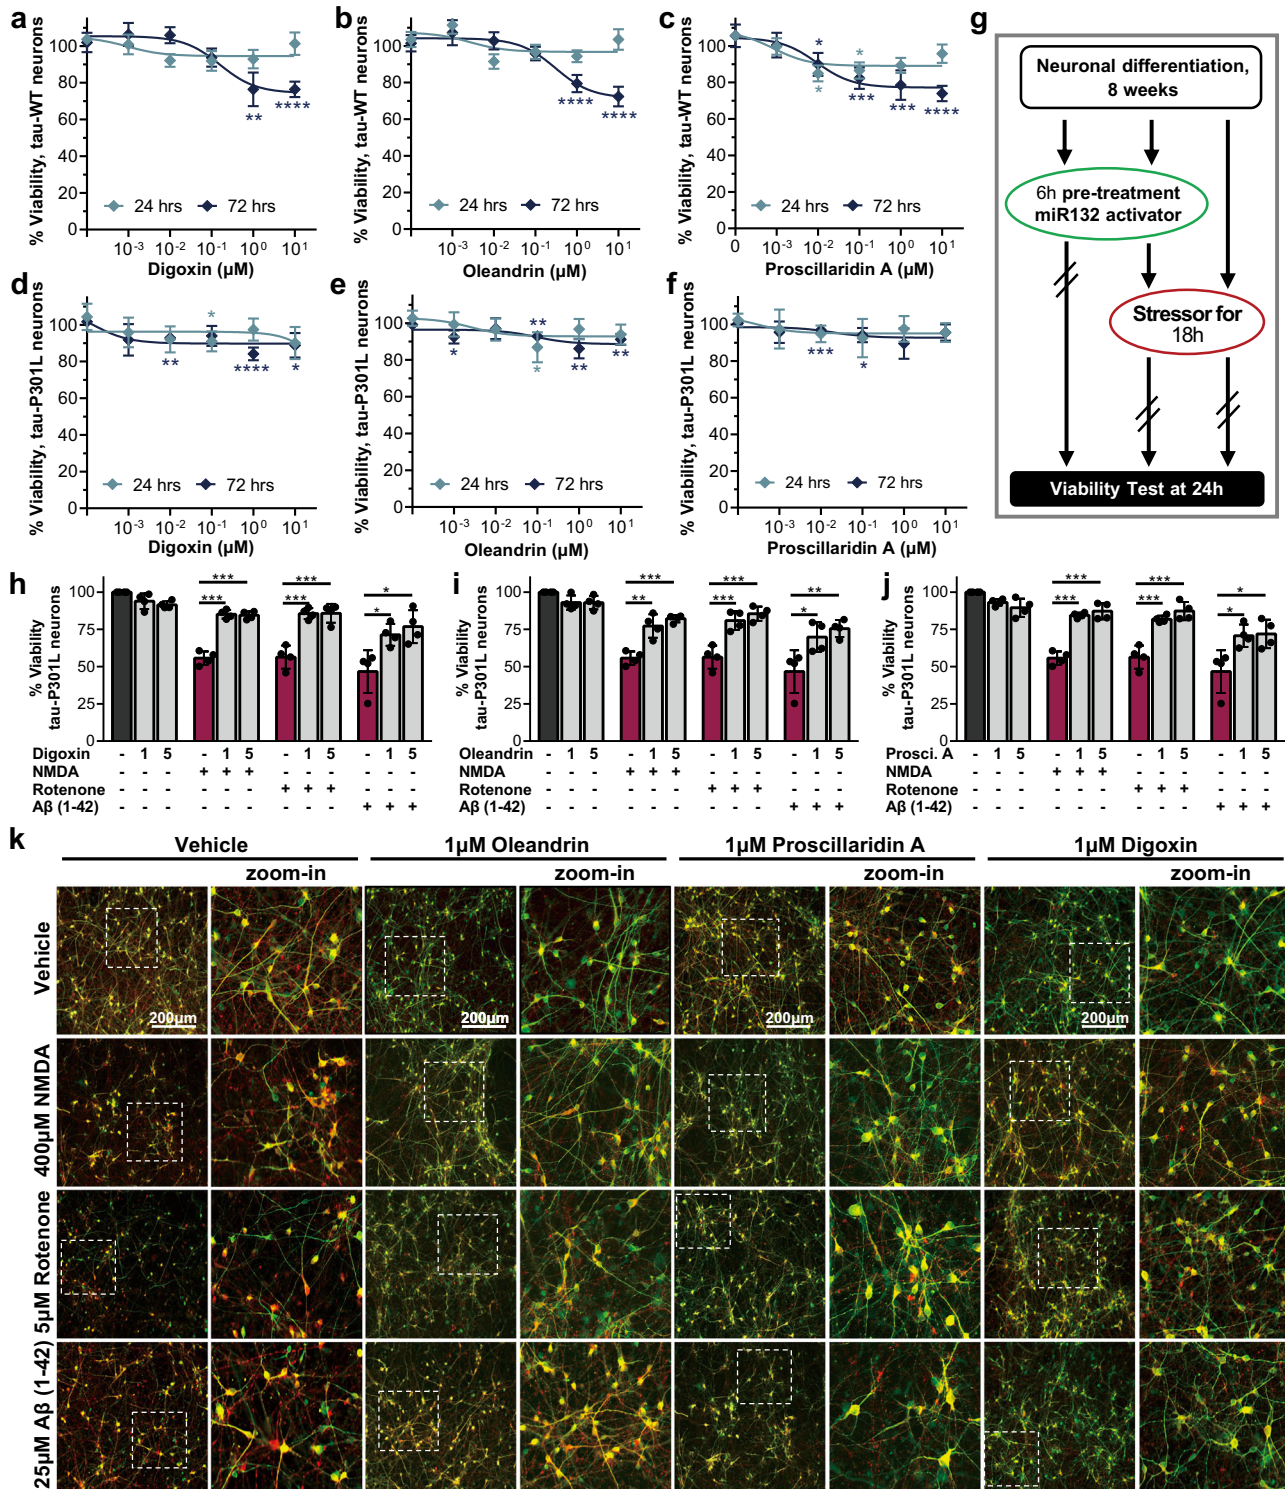 a
% Viability, tau-WT neurons
100
80
60
40
20
0
24 hrs
72 hrs
10⁻³ 10⁻² 10⁻¹ 10⁰ 10¹
Digoxin (µM)
** ****
b
% Viability, tau-WT neurons
100
80
60
40
20
0
24 hrs
72 hrs
10⁻³ 10⁻² 10⁻¹ 10⁰ 10¹
Oleandrin (µM)
**** ****
c
% Viability, tau-WT neurons
100
80
60
40
20
0
24 hrs
72 hrs
0 10⁻³ 10⁻² 10⁻¹ 10⁰ 10¹
Proscillaridin A (µM)
* *
* *** *** ****
g
Neuronal differentiation,
8 weeks
6h pre-treatment
miR132 activator
Stressor for
18h
Viability Test at 24h
d
% Viability, tau-P301L neurons
100
80
60
40
20
0
24 hrs
72 hrs
10⁻³ 10⁻² 10⁻¹ 10⁰ 10¹
Digoxin (µM)
*
** **** *
e
% Viability, tau-P301L neurons
100
80
60
40
20
0
24 hrs
72 hrs
10⁻³ 10⁻² 10⁻¹ 10⁰ 10¹
Oleandrin (µM)
**
* * ** **
f
% Viability, tau-P301L neurons
100
80
60
40
20
0
24 hrs
72 hrs
10⁻³ 10⁻² 10⁻¹ 10⁰ 10¹
Proscillaridin A (µM)
*** *
h
% Viability
tau-P301L neurons
100
75
50
25
0
*** *** *
*** *** *
Digoxin - 1 5 - 1 5 - 1 5 - 1 5
NMDA - - - + + + - - - - - -
Rotenone - - - - - - + + + - - -
Aβ (1-42) - - - - - - - - - + + +
i
% Viability
tau-P301L neurons
100
75
50
25
0
*** *** **
** *** *
Oleandrin - 1 5 - 1 5 - 1 5 - 1 5
NMDA - - - + + + - - - - - -
Rotenone - - - - - - + + + - - -
Aβ (1-42) - - - - - - - - - + + +
j
% Viability
tau-P301L neurons
100
75
50
25
0
*** *** *
*** *** *
Prosci. A - 1 5 - 1 5 - 1 5 - 1 5
NMDA - - - + + + - - - - - -
Rotenone - - - - - - + + + - - -
Aβ (1-42) - - - - - - - - - + + +
k
Vehicle 1µM Oleandrin 1µM Proscillaridin A 1µM Digoxin
zoom-in zoom-in zoom-in zoom-in
Vehicle
200µm 200µm 200µm 200µm
400µM NMDA
5µM Rotenone
25µM Aβ (1-42)